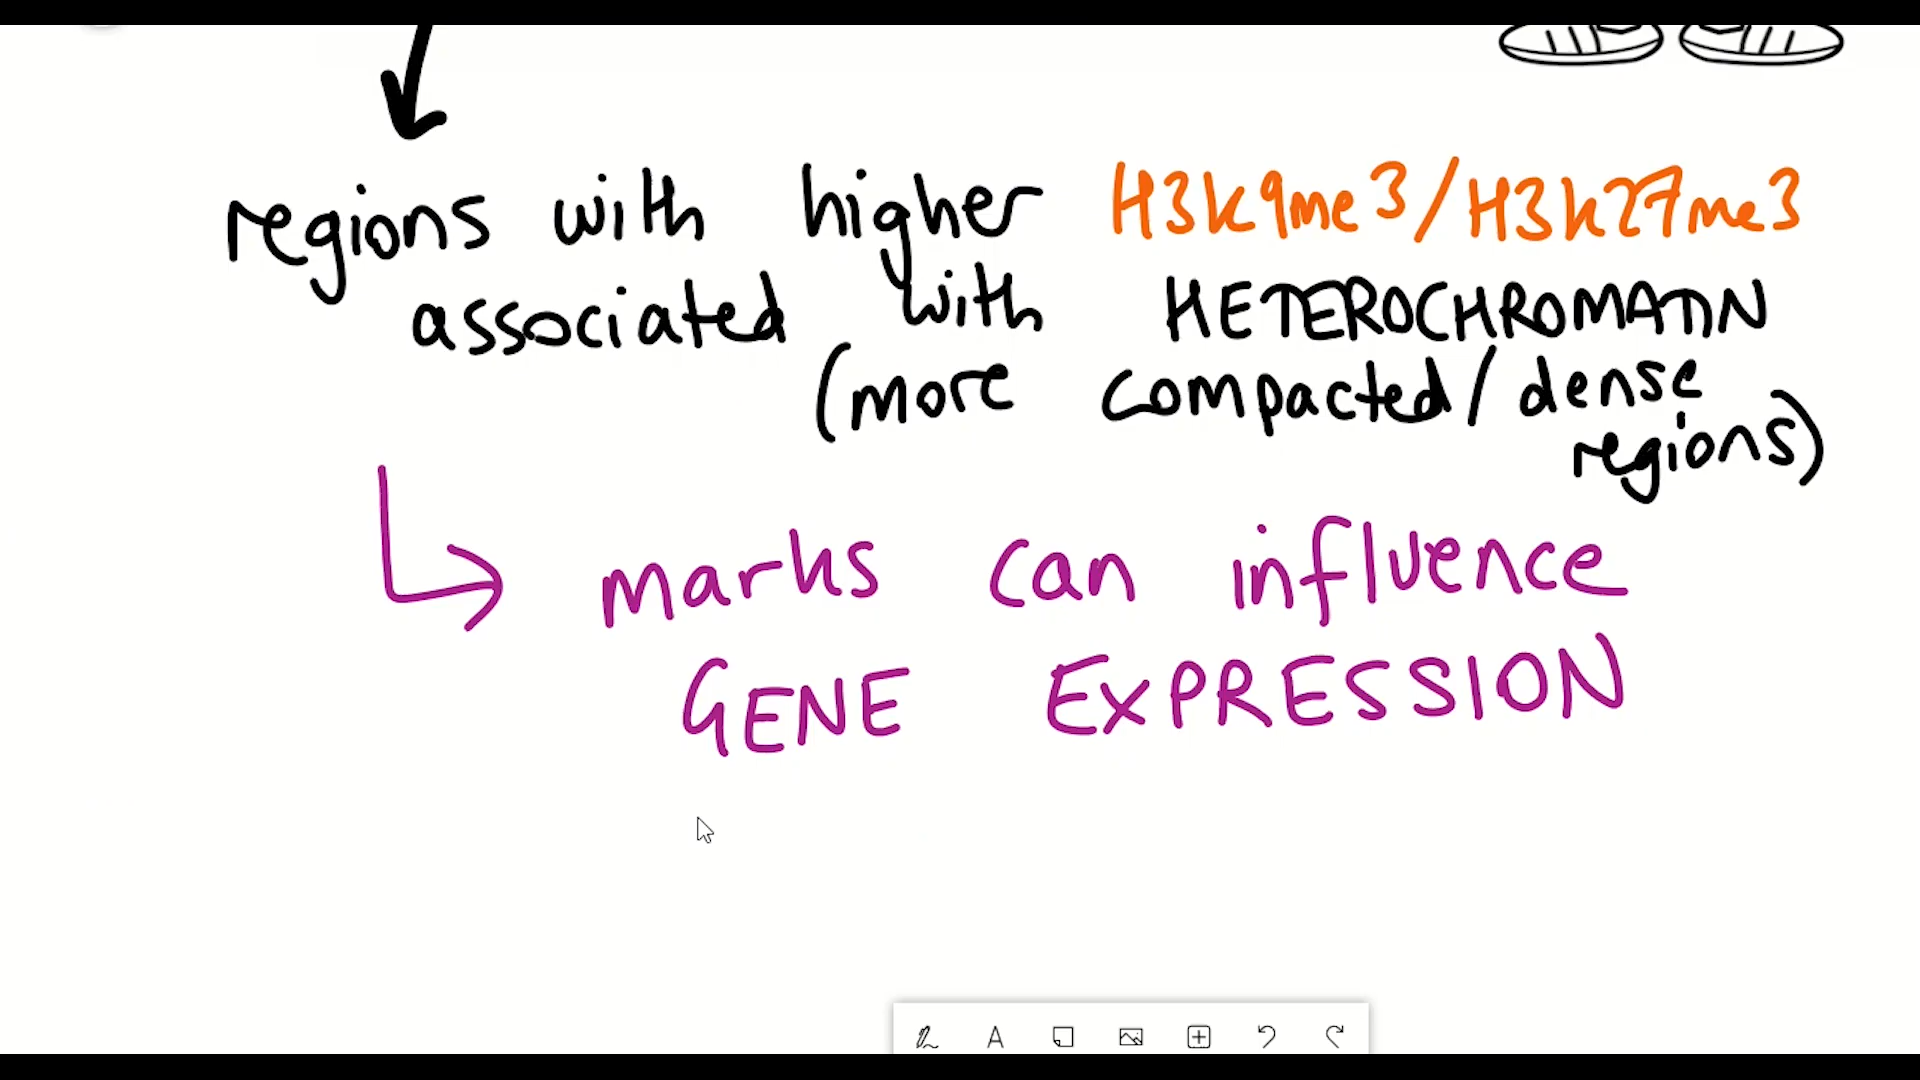 regions with higher H3k9me3/H3k27me3
associated with HETEROCHROMATIN
(more compacted/dense
regions)
marks can influence
GENE EXPRESSION
A